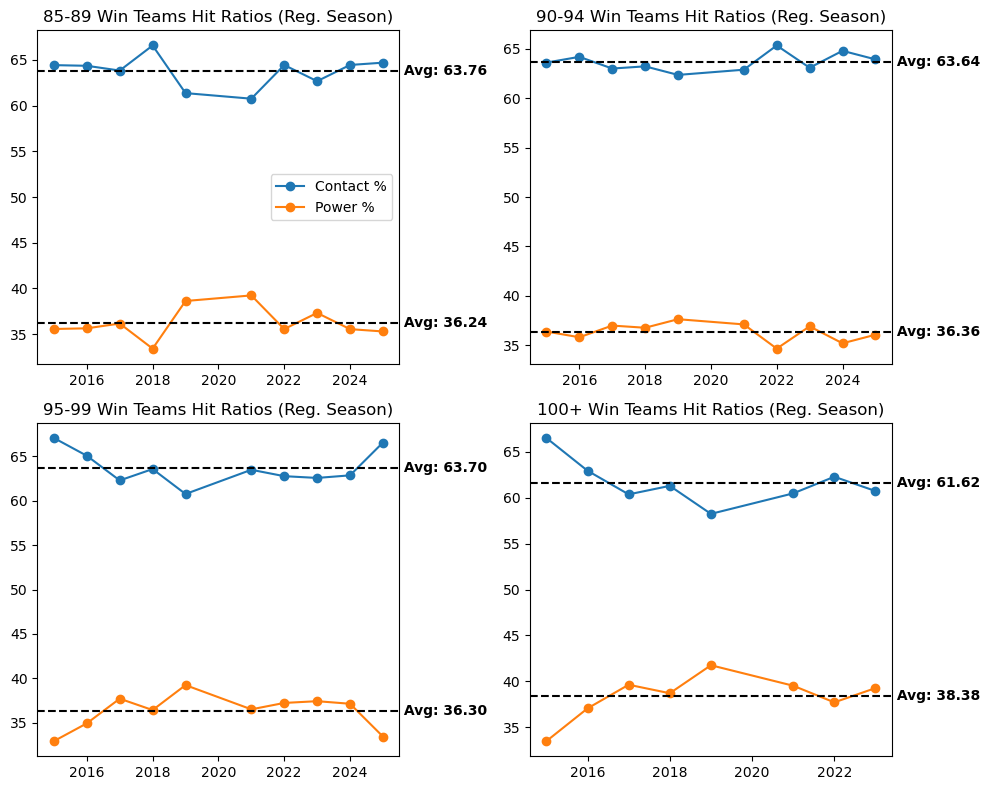 85-89 Win Teams Hit Ratios (Reg. Season)
65
60
55
50
45
40
35
Avg: 63.76
Contact %
Power %
Avg: 36.24
2016 2018 2020 2022 2024
90-94 Win Teams Hit Ratios (Reg. Season)
65
60
55
50
45
40
35
Avg: 63.64
Avg: 36.36
2016 2018 2020 2022 2024
95-99 Win Teams Hit Ratios (Reg. Season)
65
60
55
50
45
40
35
Avg: 63.70
Avg: 36.30
2016 2018 2020 2022 2024
100+ Win Teams Hit Ratios (Reg. Season)
65
60
55
50
45
40
35
Avg: 61.62
Avg: 38.38
2016 2018 2020 2022